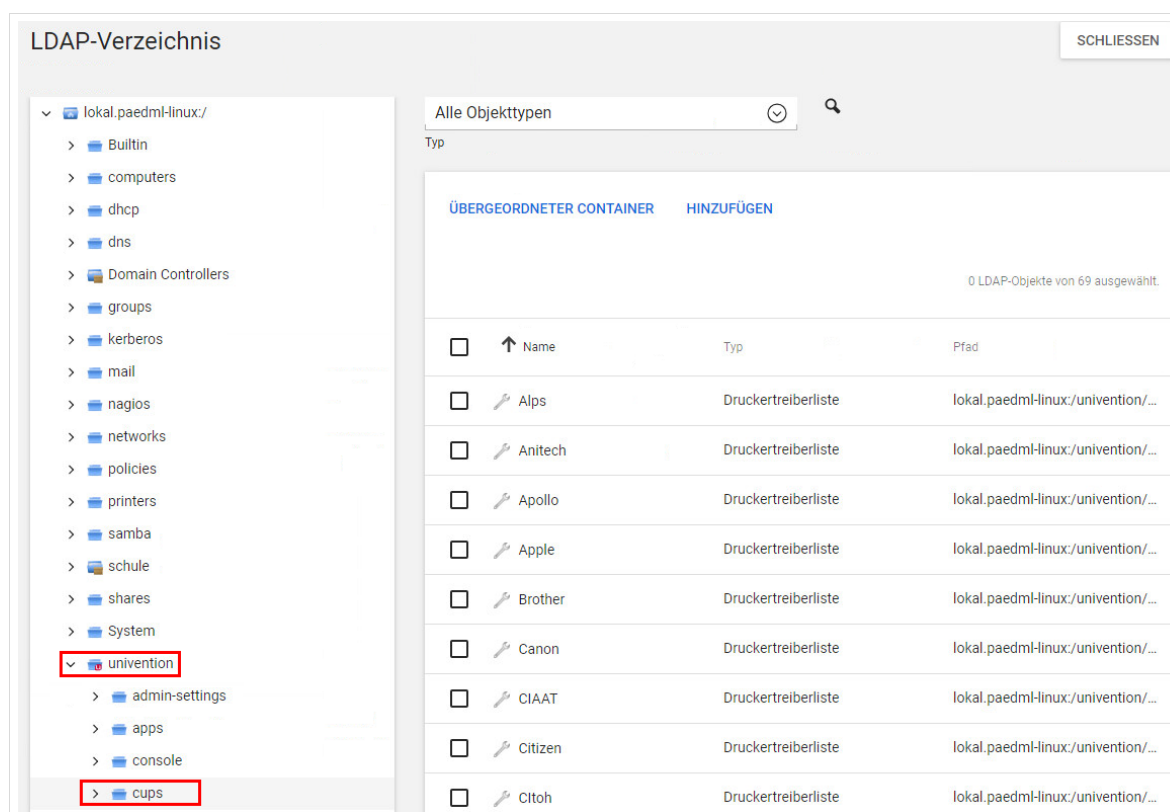 LDAP-Verzeichnis
SCHLIESSEN
lokal.paedml-linux:/
Builtin
computers
dhcp
dns
Domain Controllers
groups
kerberos
mail
nagios
networks
policies
printers
samba
schule
shares
System
univention
admin-settings
apps
console
cups
Alle Objekttypen
Typ
ÜBERGEORDNETER CONTAINER HINZUFÜGEN
0 LDAP-Objekte von 69 ausgewählt.
Name Typ Pfad
Alps Druckertreiberliste lokal.paedml-linux:/univention/...
Anitech Druckertreiberliste lokal.paedml-linux:/univention/...
Apollo Druckertreiberliste lokal.paedml-linux:/univention/...
Apple Druckertreiberliste lokal.paedml-linux:/univention/...
Brother Druckertreiberliste lokal.paedml-linux:/univention/...
Canon Druckertreiberliste lokal.paedml-linux:/univention/...
CIAAT Druckertreiberliste lokal.paedml-linux:/univention/...
Citizen Druckertreiberliste lokal.paedml-linux:/univention/...
CItoh Druckertreiberliste lokal.paedml-linux:/univention/...